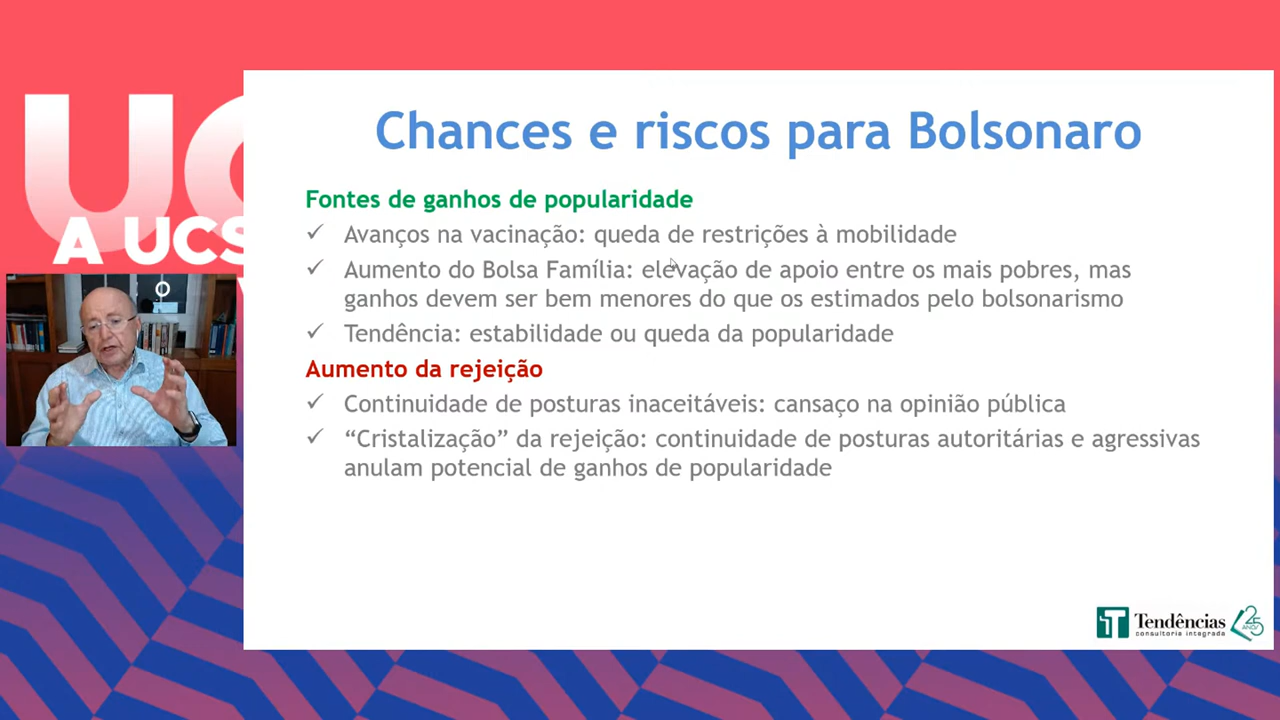 UC
A UCS
Chances e riscos para Bolsonaro
Fontes de ganhos de popularidade
✓ Avanços na vacinação: queda de restrições à mobilidade
✓ Aumento do Bolsa Família: elevação de apoio entre os mais pobres, mas
ganhos devem ser bem menores do que os estimados pelo bolsonarismo
✓ Tendência: estabilidade ou queda da popularidade
Aumento da rejeição
✓ Continuidade de posturas inaceitáveis: cansaço na opinião pública
✓ “Cristalização” da rejeição: continuidade de posturas autoritárias e agressivas
anulam potencial de ganhos de popularidade
Tendências
consultoria integrada
25
ANOS